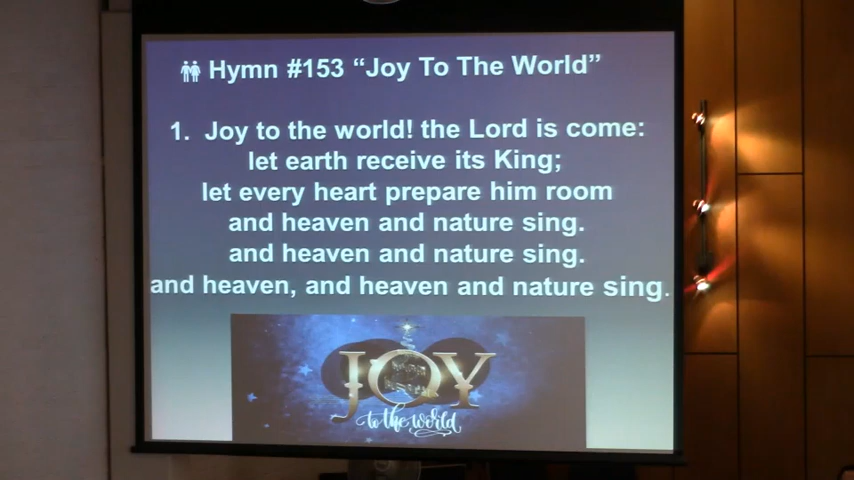 Hymn #153 “Joy To The World”
1. Joy to the world! the Lord is come:
let earth receive its King;
let every heart prepare him room
and heaven and nature sing.
and heaven and nature sing.
and heaven, and heaven and nature sing.
JOY
to the world